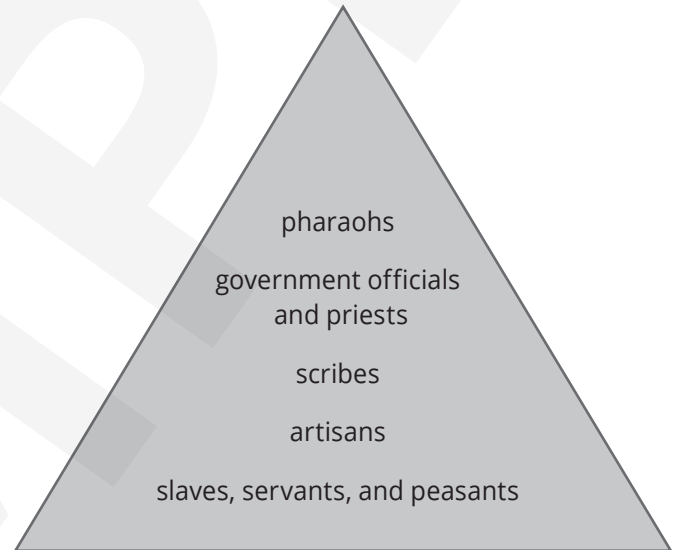 pharaohs
government officials
and priests
scribes
artisans
slaves, servants, and peasants